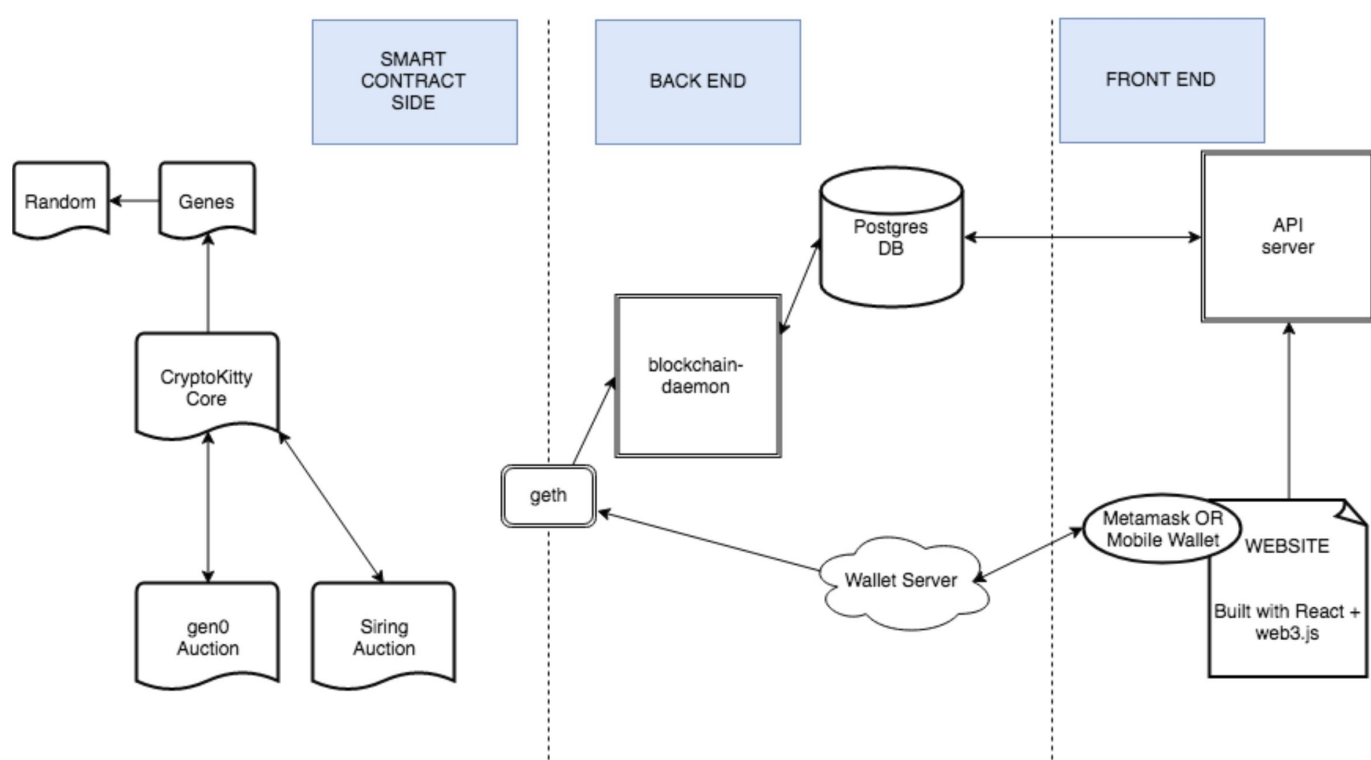 SMART
CONTRACT
SIDE
BACK END
FRONT END
Random
Genes
Postgres
DB
API
server
CryptoKitty
Core
blockchain-
daemon
geth
Metamask OR
Mobile Wallet
WEBSITE
Wallet Server
Built with React +
web3.js
gen0
Auction
Siring
Auction